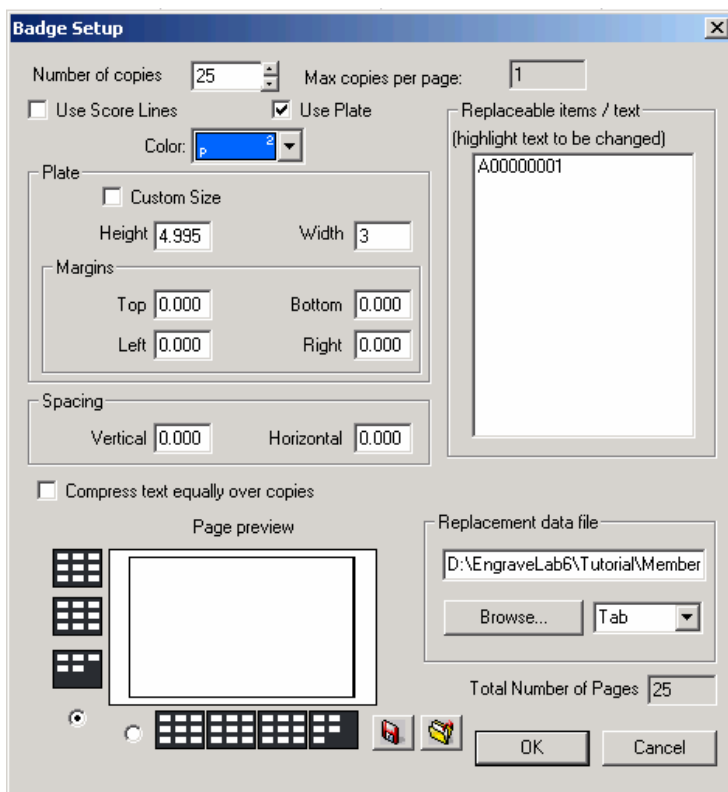 Badge Setup
Number of copies 25 Max copies per page: 1
Use Score Lines Use Plate
Color: P 2
Plate
Custom Size
Height 4.995 Width 3
Margins
Top 0.000 Bottom 0.000
Left 0.000 Right 0.000
Spacing
Vertical 0.000 Horizontal 0.000
Replaceable items / text
(highlight text to be changed)
A00000001
Compress text equally over copies
Page preview
Replacement data file
D:\EngraveLab6\Tutorial\Member
Browse... Tab
Total Number of Pages 25
OK Cancel